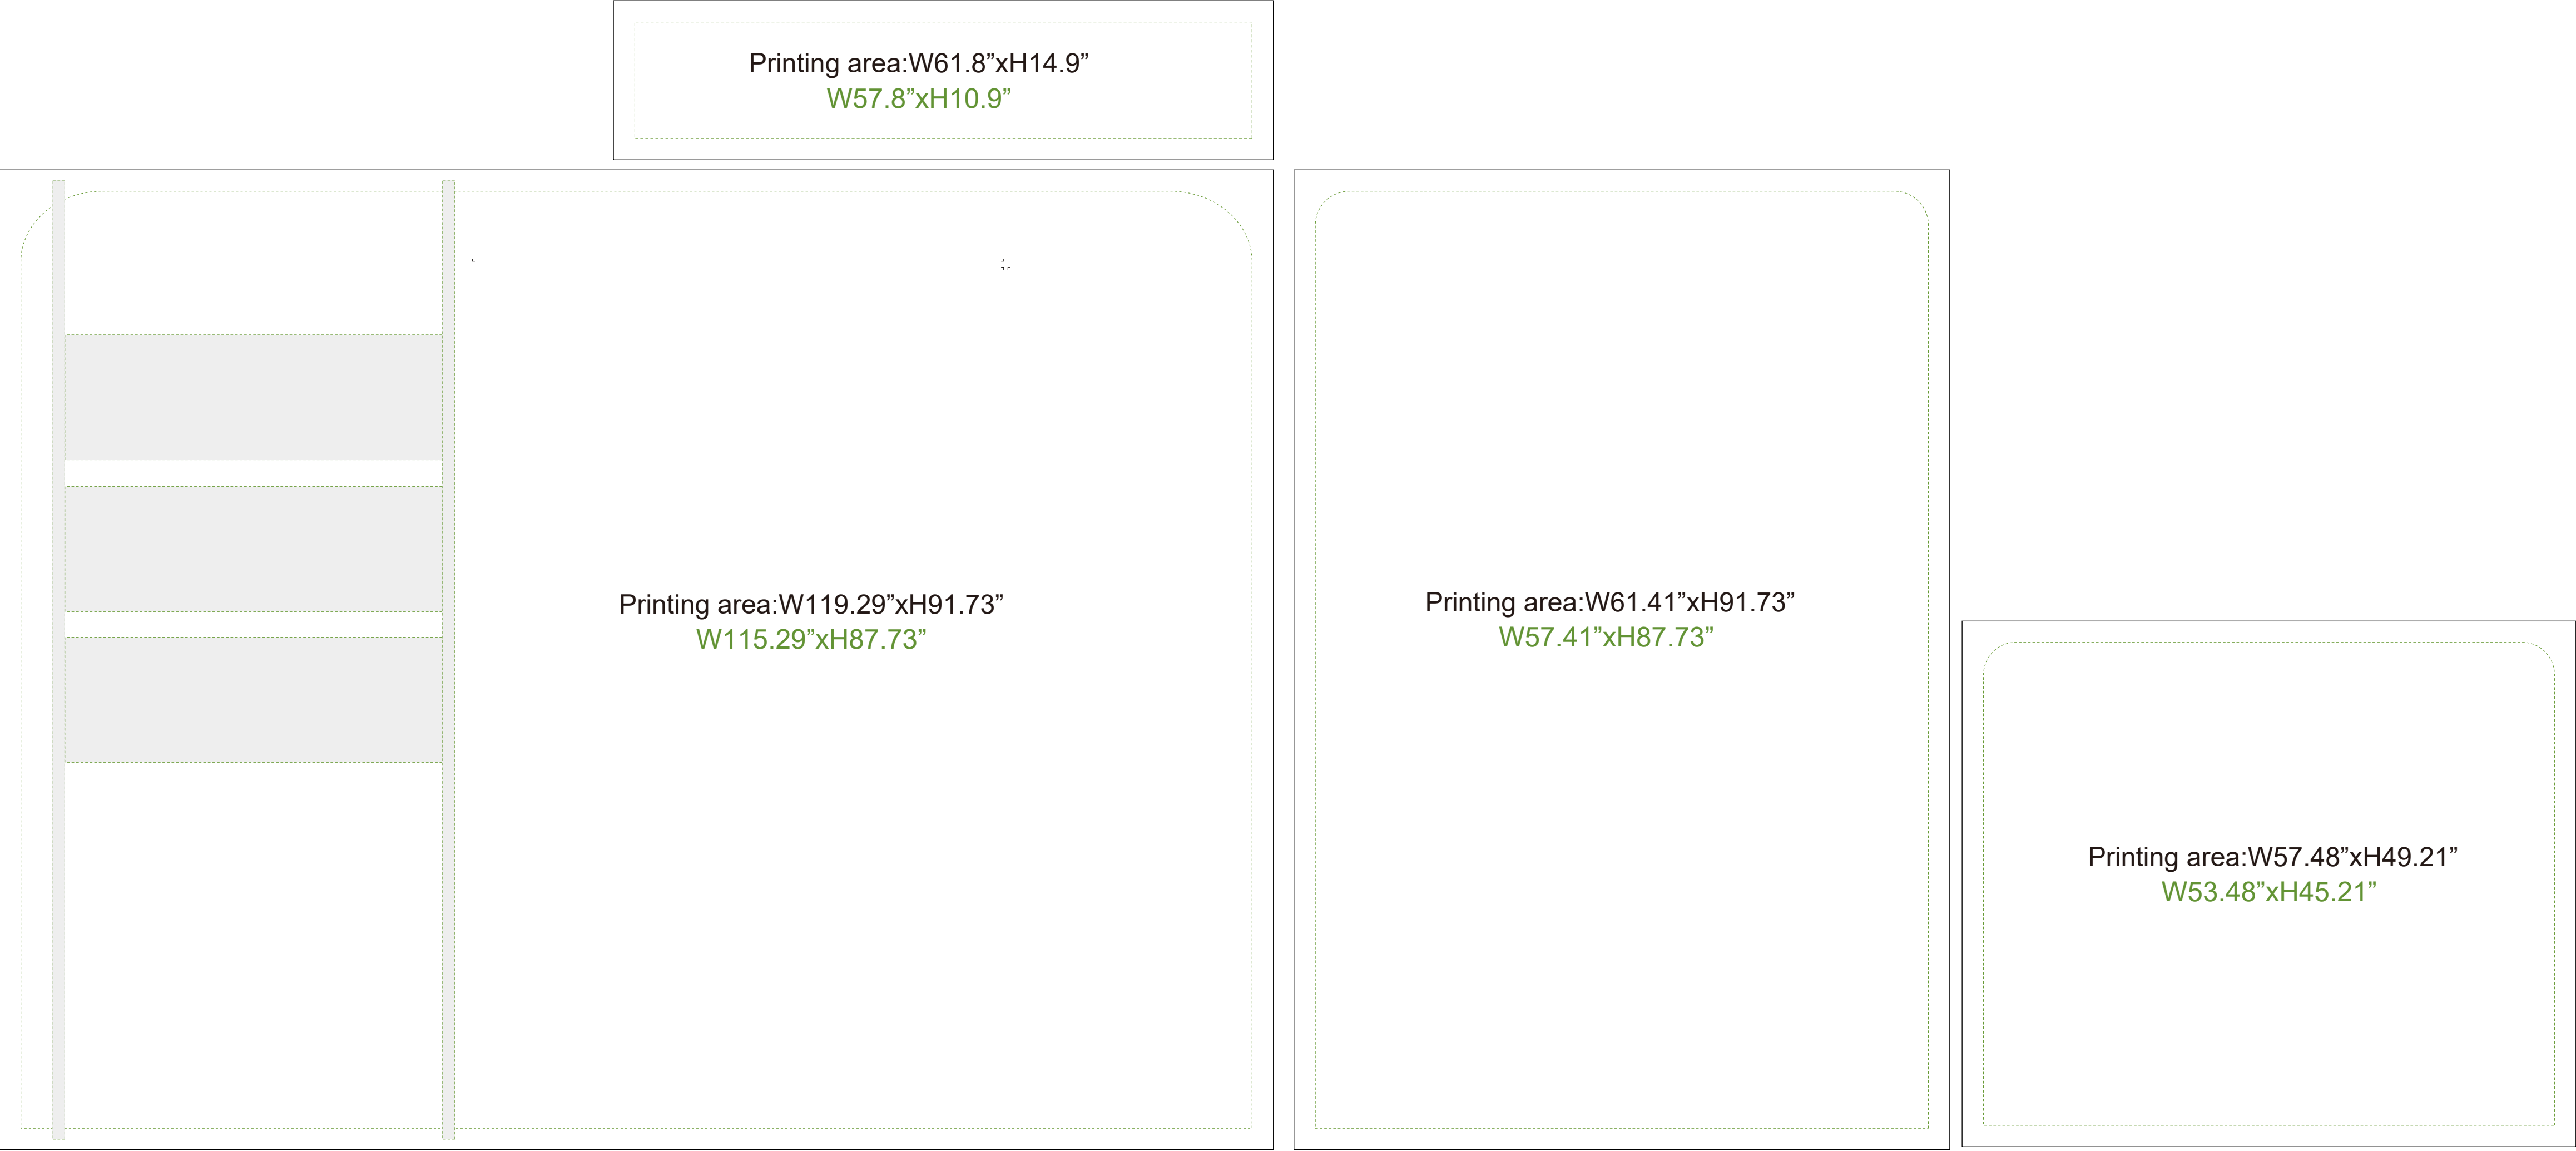 Printing area:W61.8”xH14.9”
W57.8”xH10.9”
Printing area:W119.29”xH91.73”
W115.29”xH87.73”
Printing area:W61.41”xH91.73”
W57.41”xH87.73”
Printing area:W57.48”xH49.21”
W53.48”xH45.21”